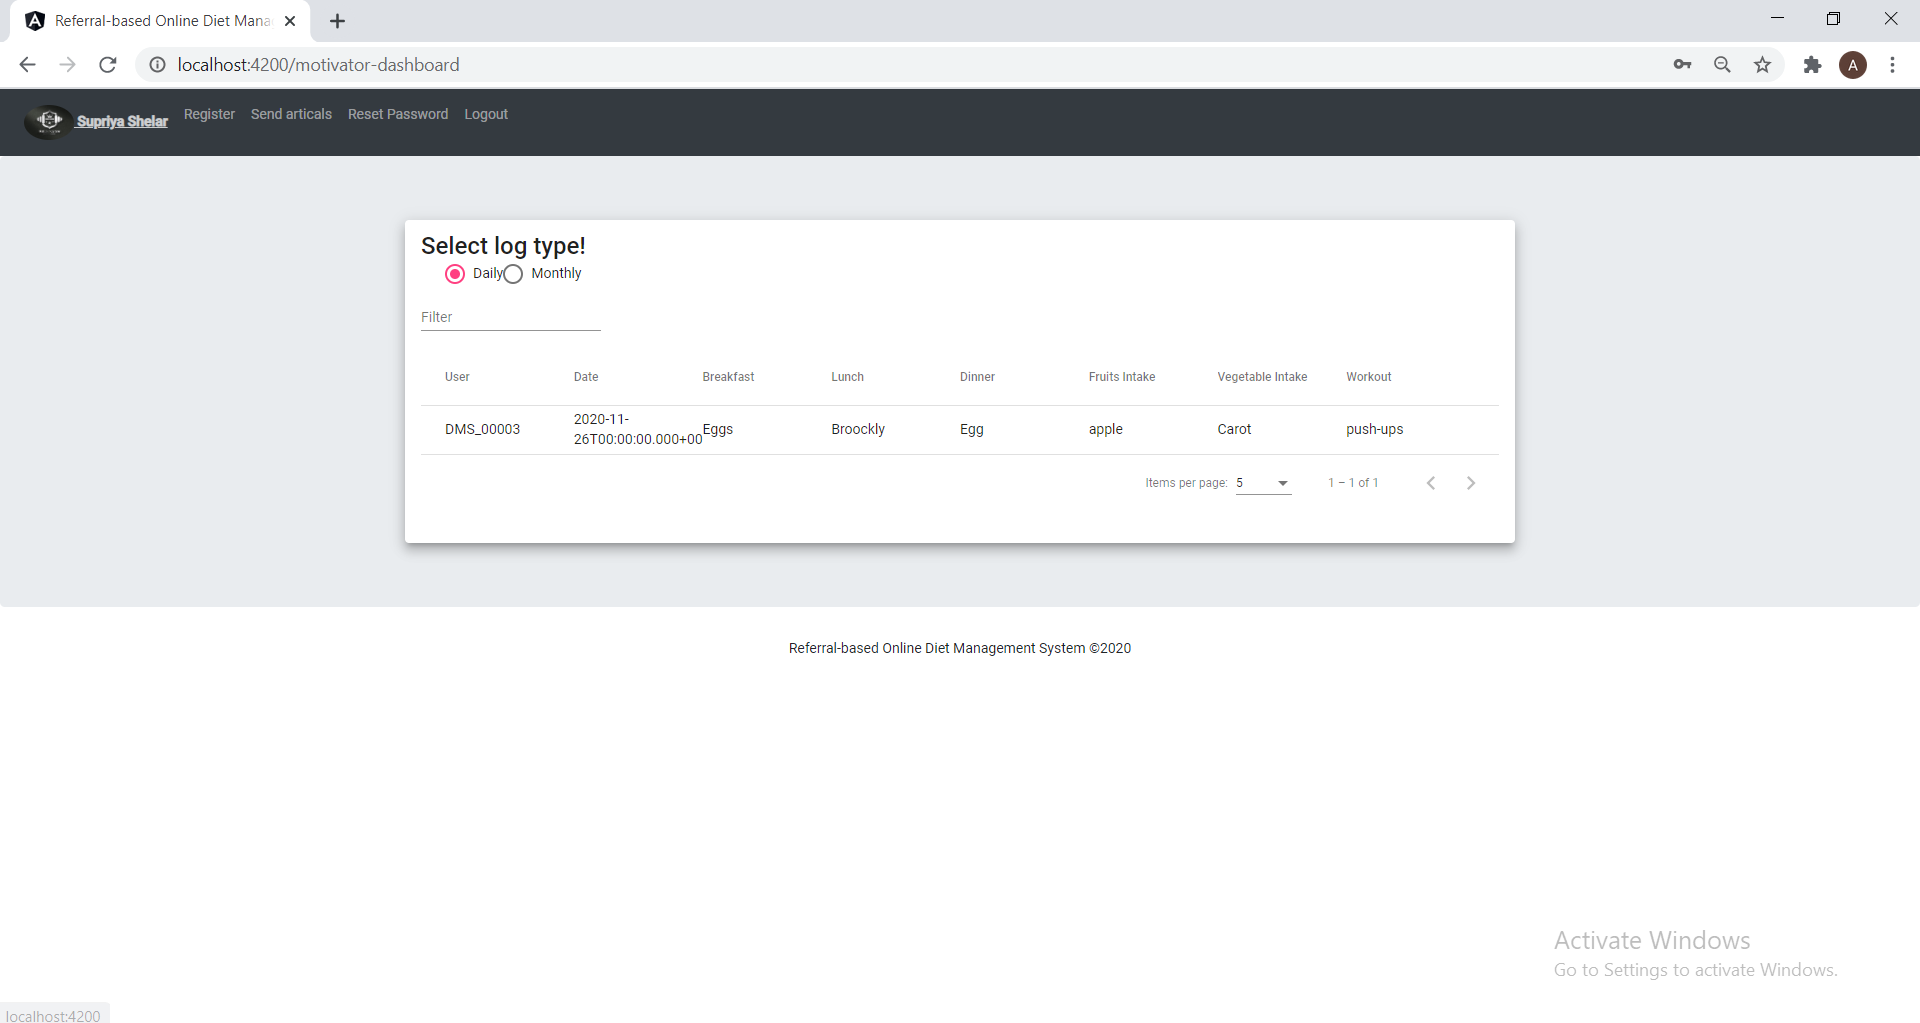 Referral-based Online Diet Mana
localhost:4200/motivator-dashboard
A
Supriya Shelar Register Send articals Reset Password Logout
Select log type!
Daily Monthly
Filter
User Date Breakfast Lunch Dinner Fruits Intake Vegetable Intake Workout
DMS_00003 2020-11-
26T00:00:00.000+00 Eggs Broockly Egg apple Carot push-ups
Items per page: 5 1 – 1 of 1
Referral-based Online Diet Management System ©2020
Activate Windows
Go to Settings to activate Windows.
localhost:4200